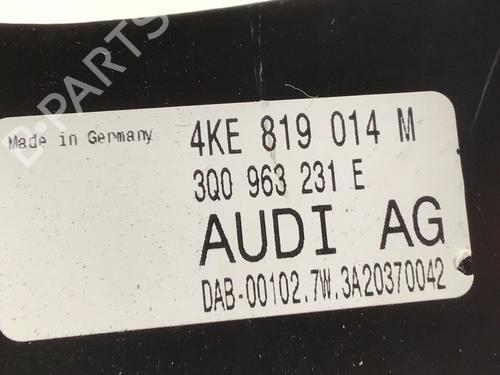 Made in Germany
4KE 819 014 M
3Q0 963 231 E
AUDI AG
DAB-00102.7W.3A20370042
B-PARTS